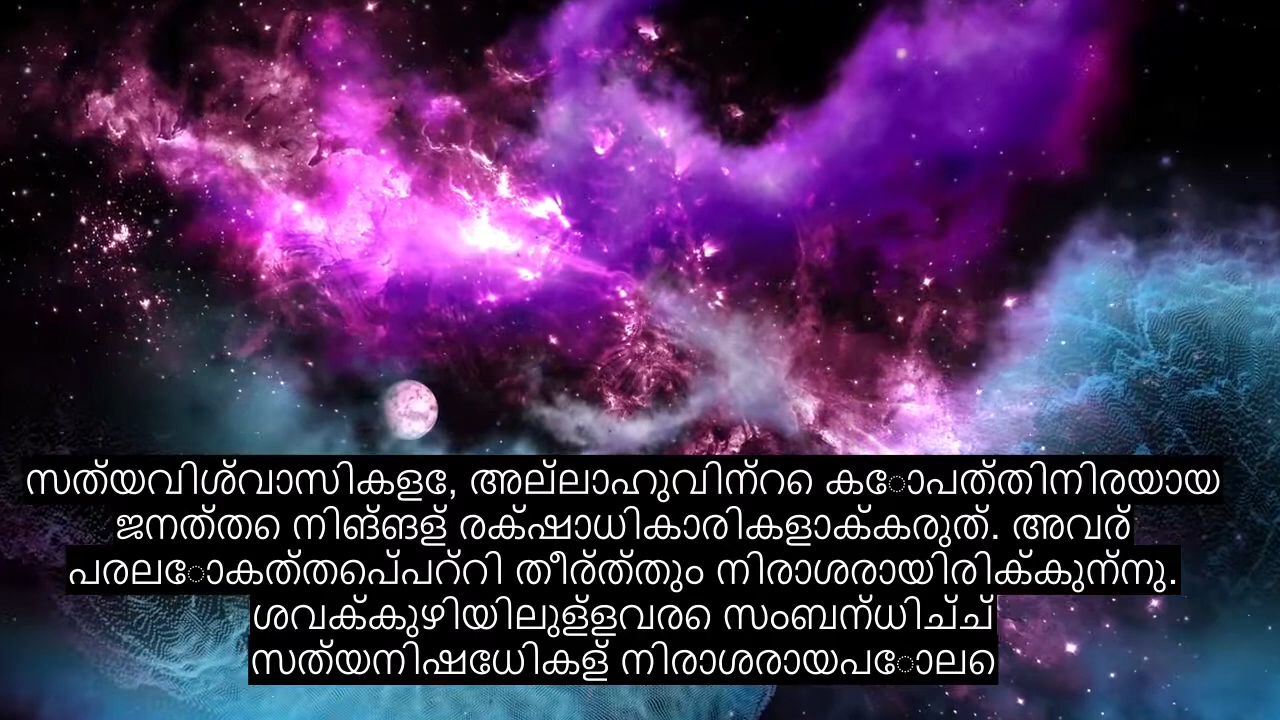 സത്യവിശ്വാസികളേ, അല്ലാഹുവിന്റെ കോപത്തിനിരയായ
ജനത്തെ നിങ്ങള് രക്ഷാധികാരികളാക്കരുത്. അവര്
പരലോകത്തെപ്പറ്റി തീര്ത്തും നിരാശരായിരിക്കുന്നു.
ശവക്കുഴിയിലുള്ളവരെ സംബന്ധിച്ച്
സത്യനിഷേധികള് നിരാശരായപോലെ